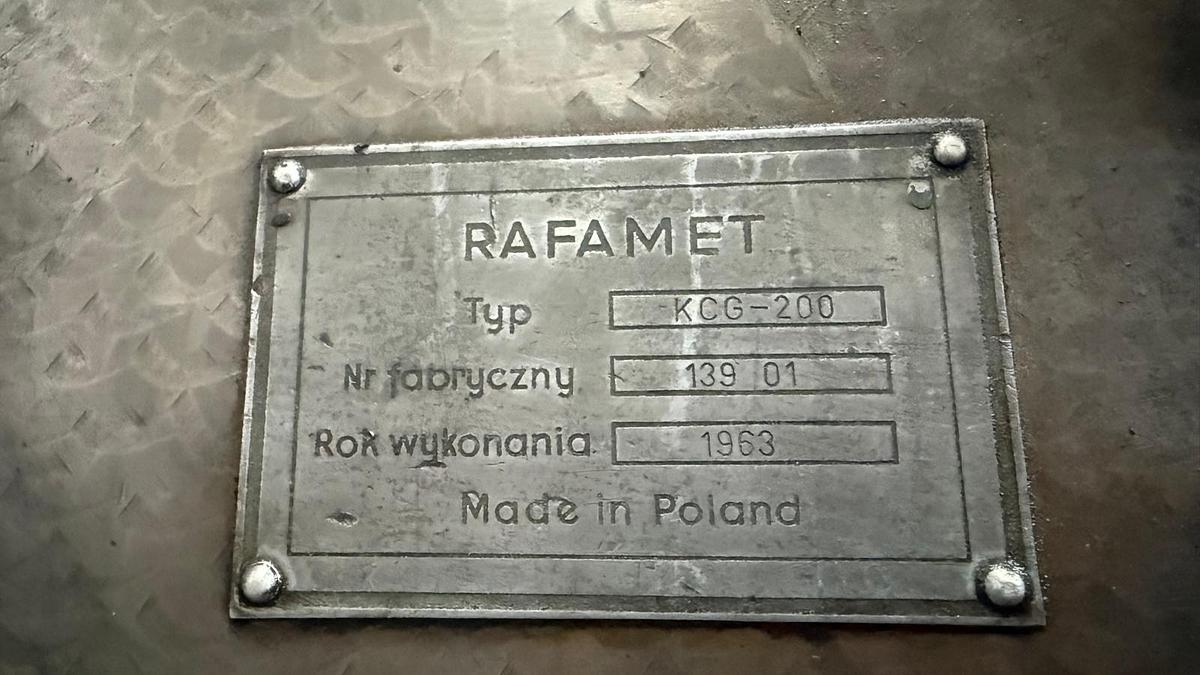 RAFAMET
Typ KCG-200
Nr fabryczny 139 01
Rok wykonania 1963
Made in Poland